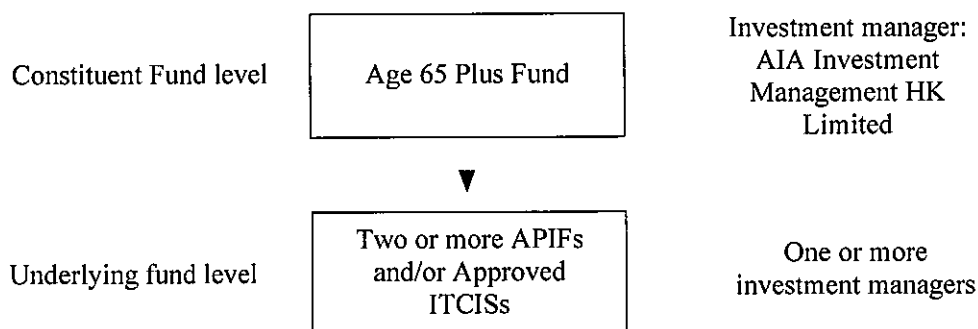 Constituent Fund level
Age 65 Plus Fund
Investment manager:
AIA Investment
Management HK
Limited
Underlying fund level
Two or more APIFs
and/or Approved
ITCISs
One or more
investment managers